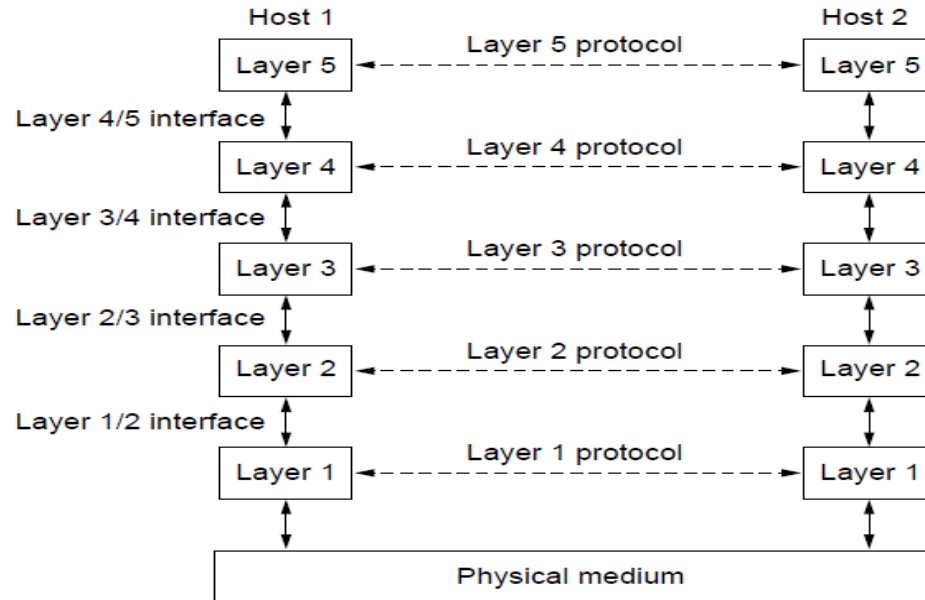 Host 1
Host 2
Layer 5 protocol
Layer 5
Layer 5
Layer 4/5 interface
Layer 4 protocol
Layer 4
Layer 4
Layer 3/4 interface
Layer 3 protocol
Layer 3
Layer 3
Layer 2/3 interface
Layer 2 protocol
Layer 2
Layer 2
Layer 1/2 interface
Layer 1 protocol
Layer 1
Layer 1
Physical medium